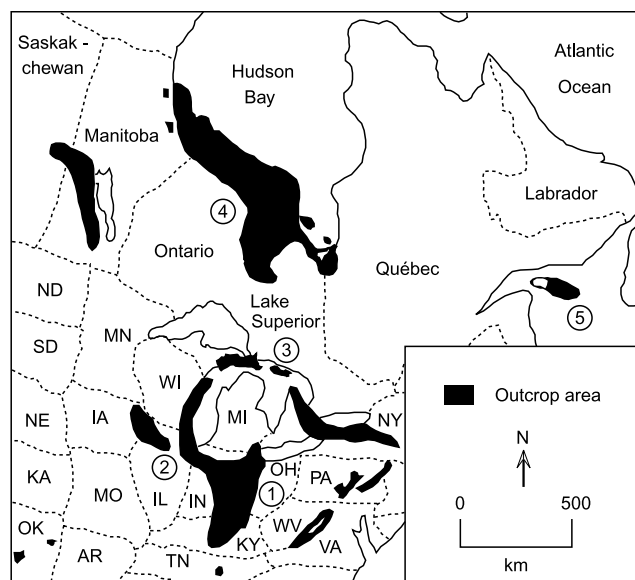 Saskak -
chewan
Hudson
Bay
Atlantic
Ocean
Manitoba
Labrador
4
Ontario
Québec
ND
Lake
Superior
5
MN
SD
3
WI
Outcrop area
MI
NY
NE
IA
N
OH
KA
2
PA
MO
IL
IN
1
0
500
OK
WV
km
AR
KY
VA
TN